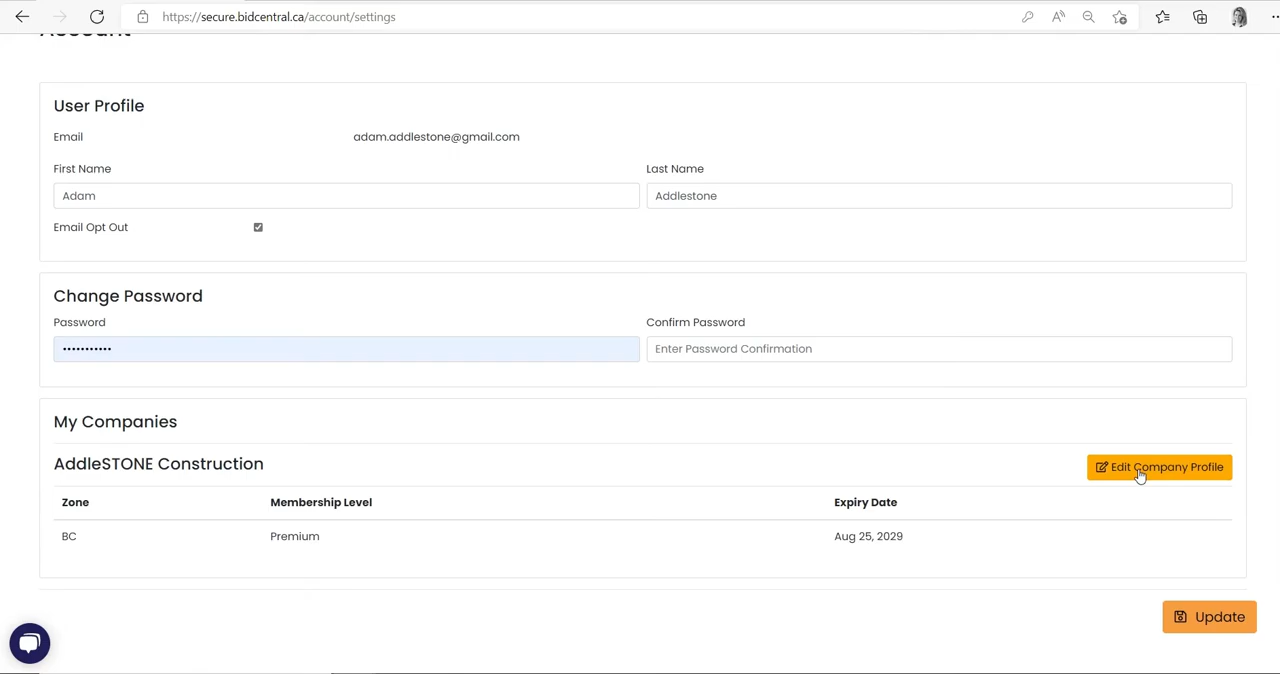 https://secure.bidcentral.ca/account/settings
Account
User Profile
Email adam.addlestone@gmail.com
First Name Last Name
Adam Addlestone
Email Opt Out
Change Password
Password Confirm Password
••••••••••• Enter Password Confirmation
My Companies
AddleSTONE Construction Edit Company Profile
Zone Membership Level Expiry Date
BC Premium Aug 25, 2029
Update